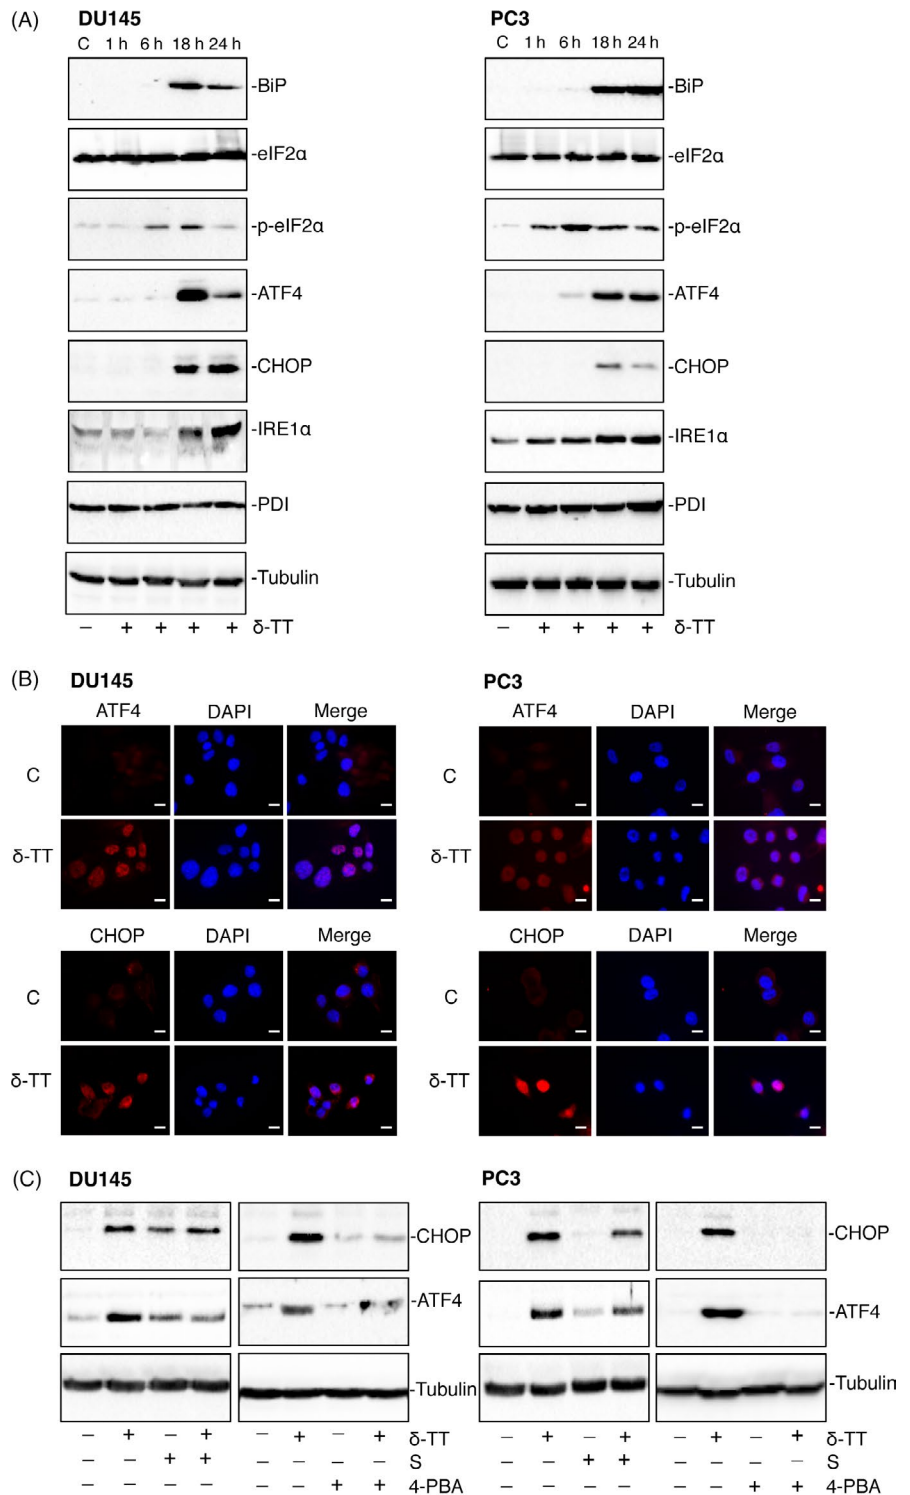 (A) DU145 PC3
C 1 h 6 h 18 h 24 h C 1 h 6 h 18 h 24 h
-BiP -BiP
-eIF2α -eIF2α
-p-eIF2α -p-eIF2α
-ATF4 -ATF4
-CHOP -CHOP
-IRE1α -IRE1α
-PDI -PDI
-Tubulin -Tubulin
– + + + + δ-TT – + + + + δ-TT
(B) DU145 PC3
ATF4 DAPI Merge ATF4 DAPI Merge
C C
δ-TT δ-TT
CHOP DAPI Merge CHOP DAPI Merge
C C
δ-TT δ-TT
(C) DU145 PC3
-CHOP -CHOP
-ATF4 -ATF4
-Tubulin -Tubulin
– + – + – + – + δ-TT – + – + – + – + δ-TT
– – + + – – – – S – – + + – – – – S
– – – – – – + + 4-PBA – – – – – – + + 4-PBA